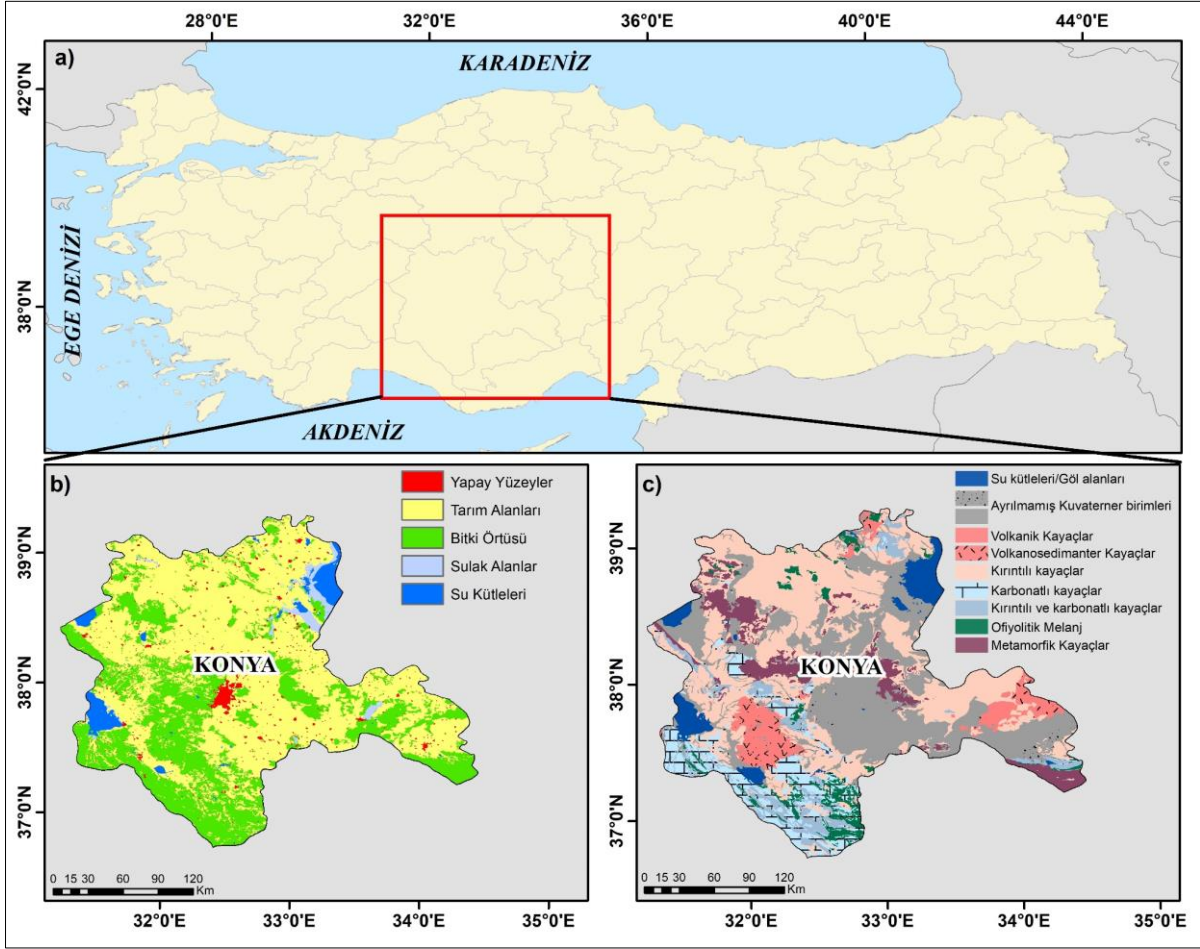 28°0'E 32°0'E 36°0'E 40°0'E 44°0'E
a)
KARADENİZ
42°0'N
38°0'N
EGE DENİZİ
AKDENİZ
b)
Yapay Yüzeyler
Tarım Alanları
Bitki Örtüsü
Sulak Alanlar
Su Kütleleri
39°0'N
38°0'N
37°0'N
KONYA
0 15 30 60 90 120
Km
32°0'E 33°0'E 34°0'E 35°0'E
c)
Su kütleleri/Göl alanları
Ayrılmamış Kuvaterner birimleri
Volkanik Kayaçlar
Volkanosedimanter Kayaçlar
Kırıntılı kayaçlar
Karbonatlı kayaçlar
Kırıntılı ve karbonatlı kayaçlar
Ofiyolitik Melanj
Metamorfik Kayaçlar
39°0'N
38°0'N
37°0'N
KONYA
0 15 30 60 90 120
Km
32°0'E 33°0'E 34°0'E 35°0'E